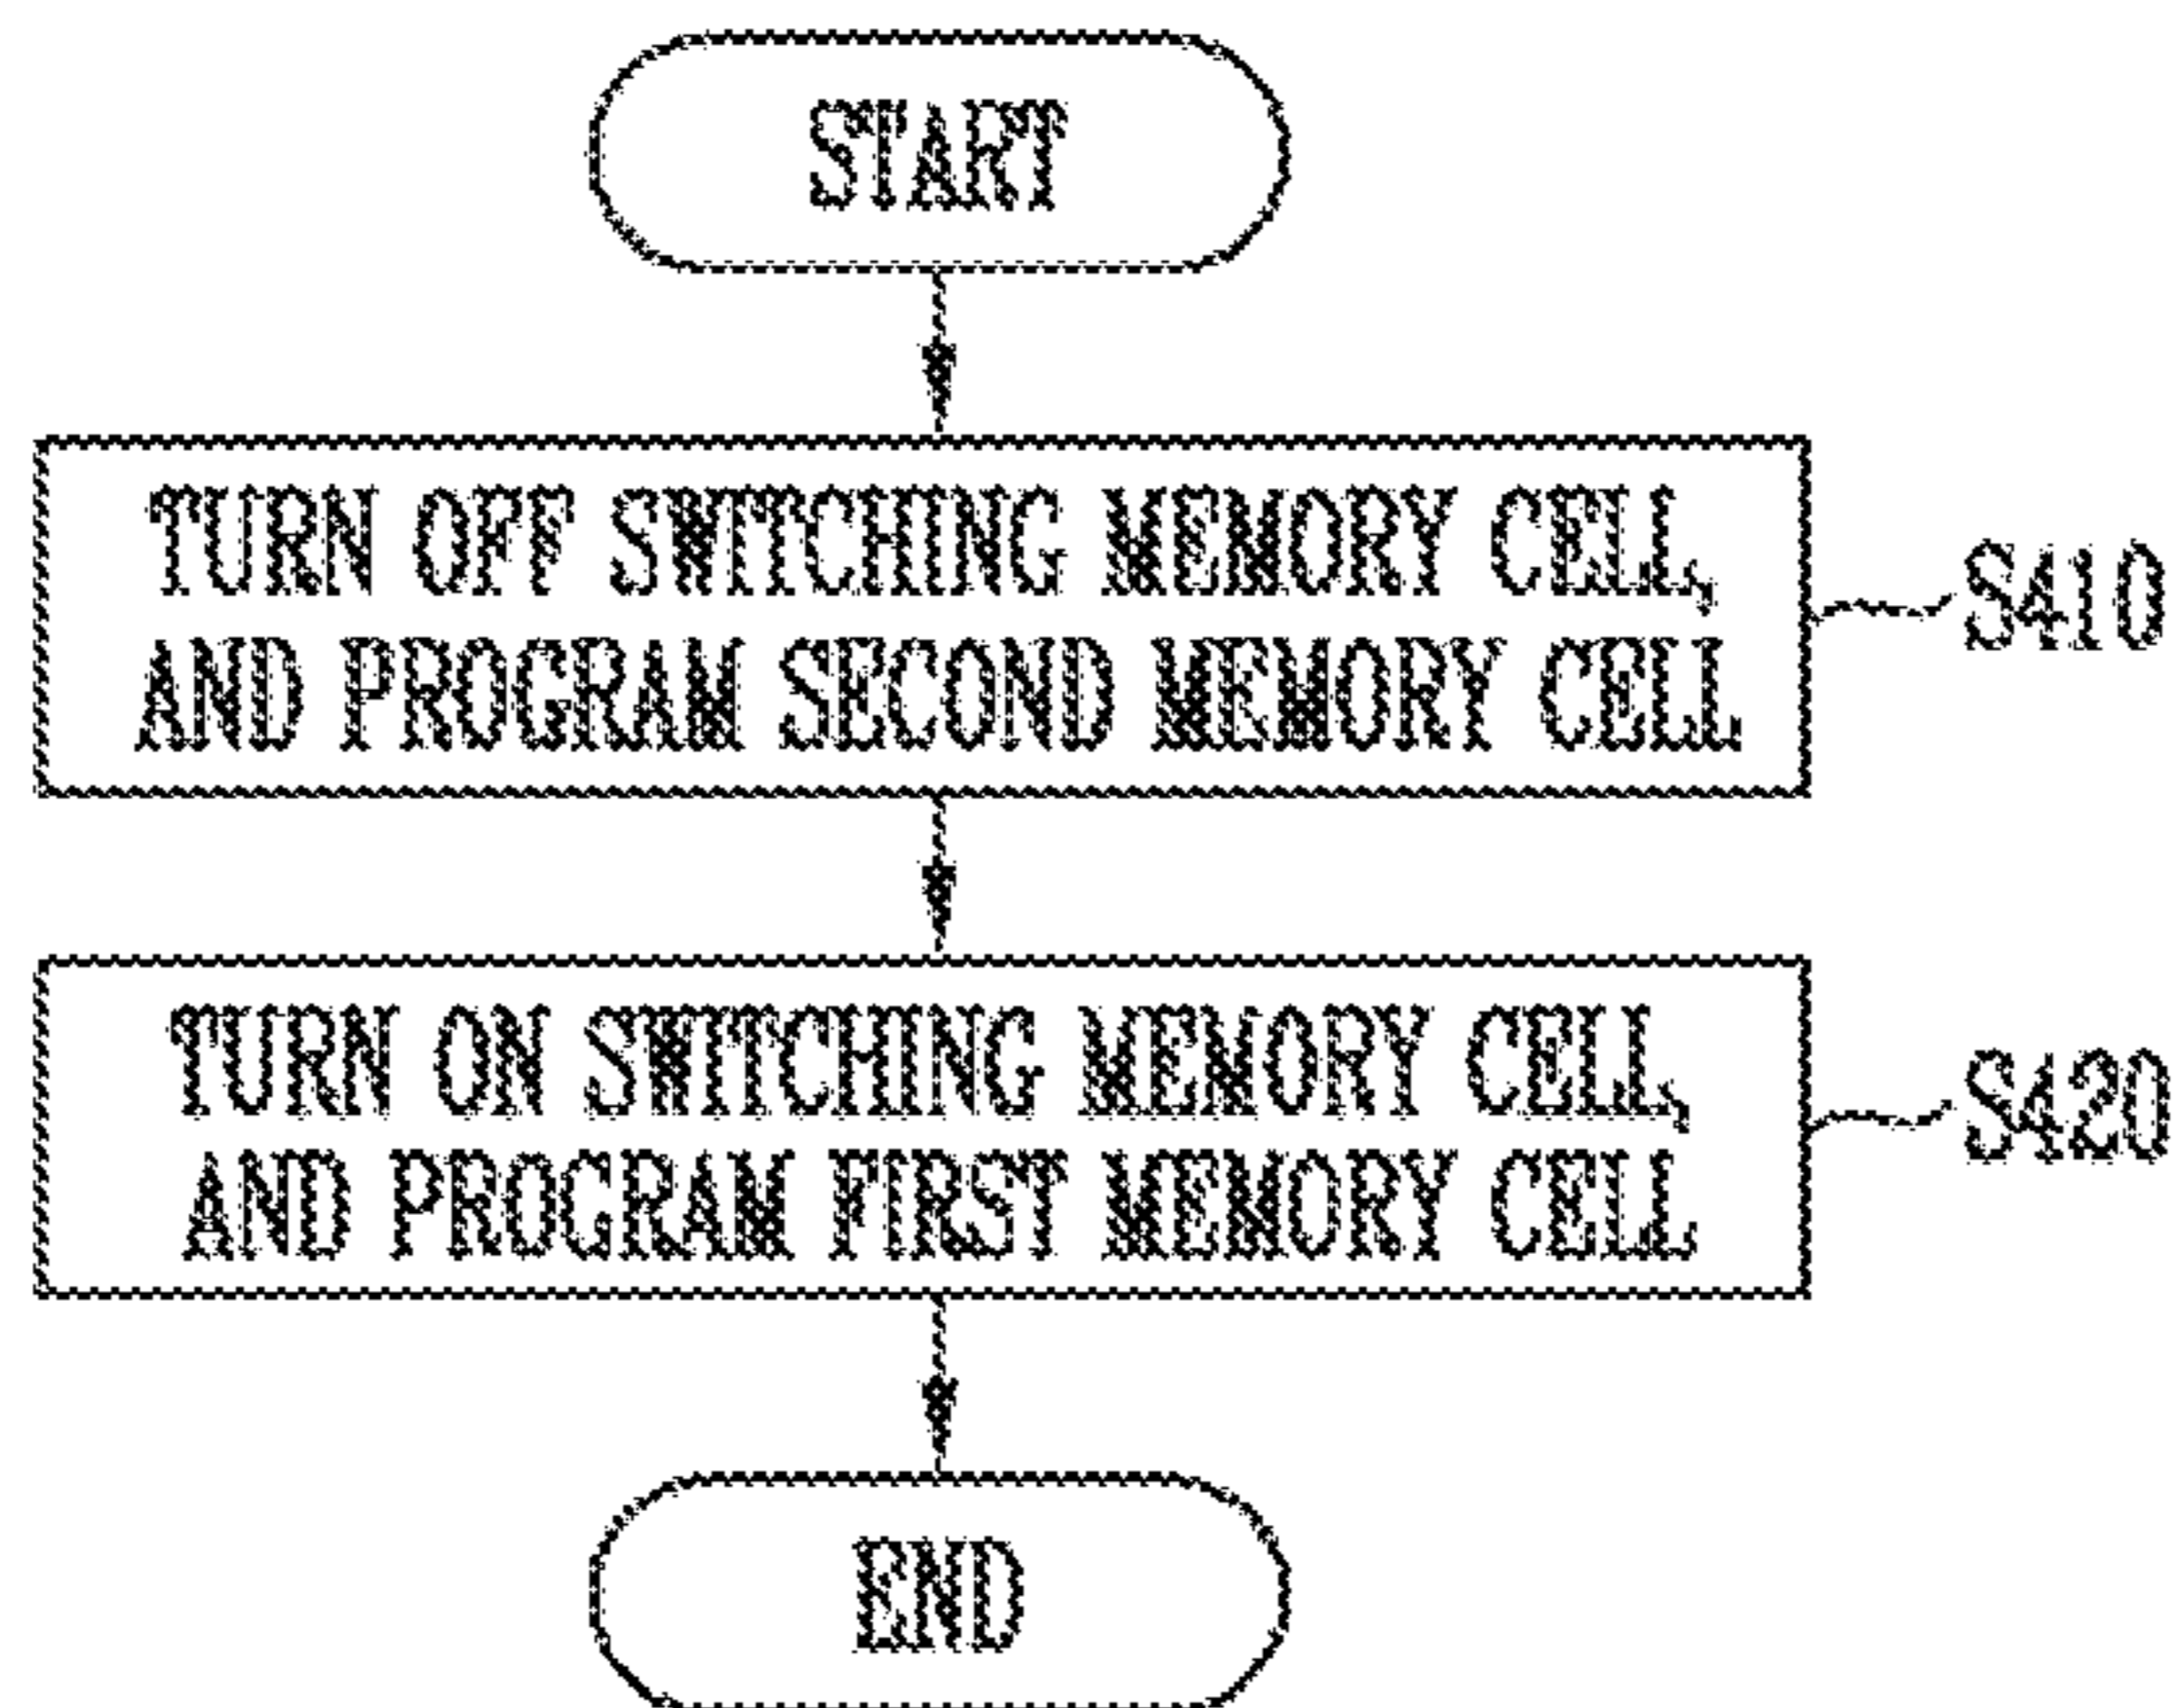 START
TURN OFF SWITCHING MEMORY CELL,
AND PROGRAM SECOND MEMORY CELL
S410
TURN ON SWITCHING MEMORY CELL,
AND PROGRAM FIRST MEMORY CELL
S420
END